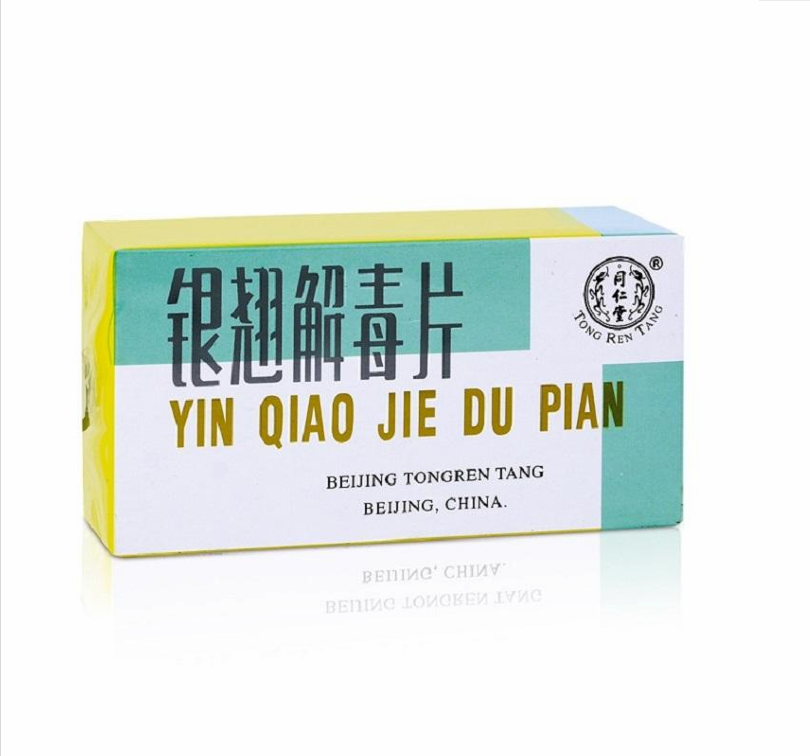 银翘解毒片
YIN QIAO JIE DU PIAN
BEIJING TONGREN TANG
BEIJING, CHINA.
同仁堂
®
TONG REN TANG